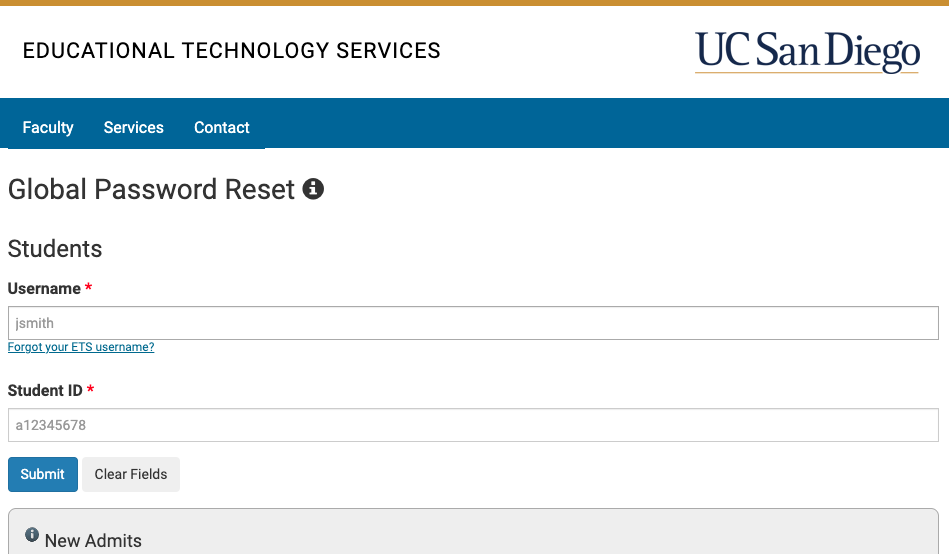 EDUCATIONAL TECHNOLOGY SERVICES
UC San Diego
Faculty Services Contact
Global Password Reset
Students
Username *
jsmith
Forgot your ETS username?
Student ID *
a12345678
Submit Clear Fields
New Admits